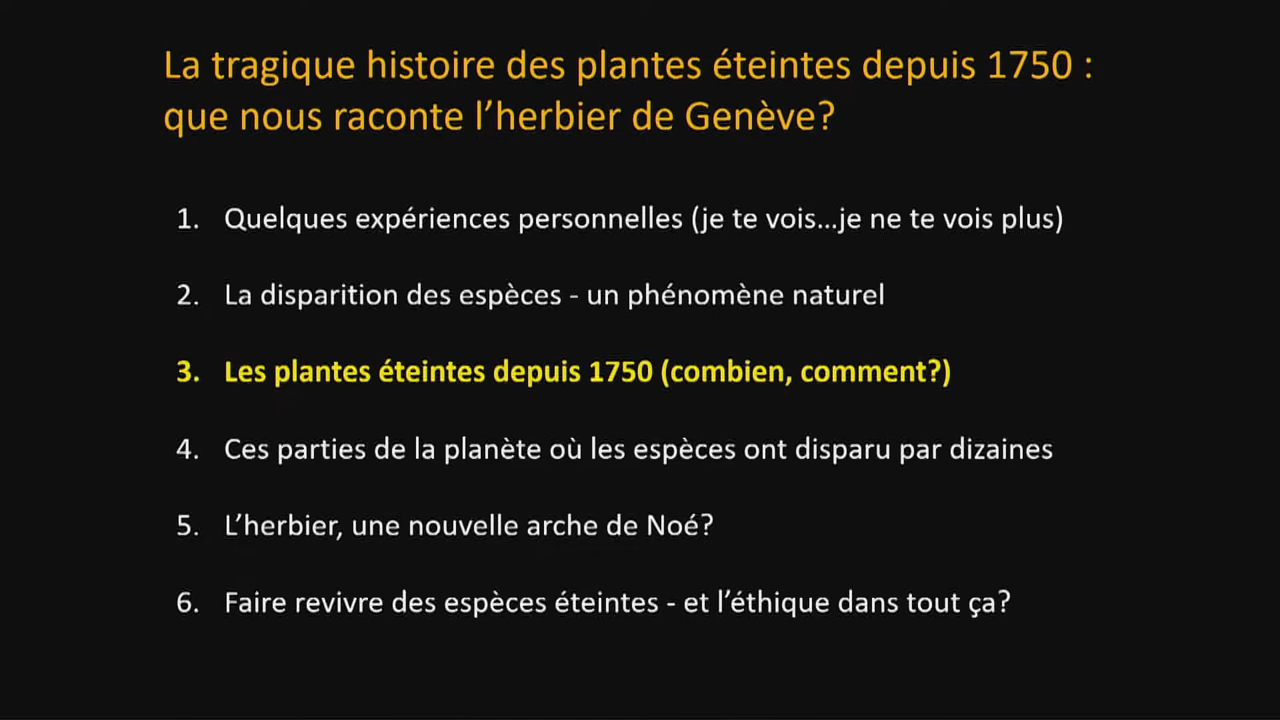 La tragique histoire des plantes éteintes depuis 1750 :
que nous raconte l’herbier de Genève?
1. Quelques expériences personnelles (je te vois…je ne te vois plus)
2. La disparition des espèces - un phénomène naturel
3. Les plantes éteintes depuis 1750 (combien, comment?)
4. Ces parties de la planète où les espèces ont disparu par dizaines
5. L’herbier, une nouvelle arche de Noé?
6. Faire revivre des espèces éteintes - et l’éthique dans tout ça?